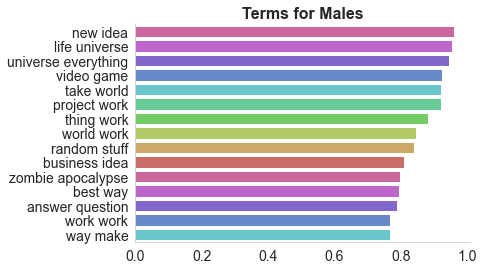 Terms for Males
new idea
life universe
universe everything
video game
take world
project work
thing work
world work
random stuff
business idea
zombie apocalypse
best way
answer question
work work
way make
0.0 0.2 0.4 0.6 0.8 1.0